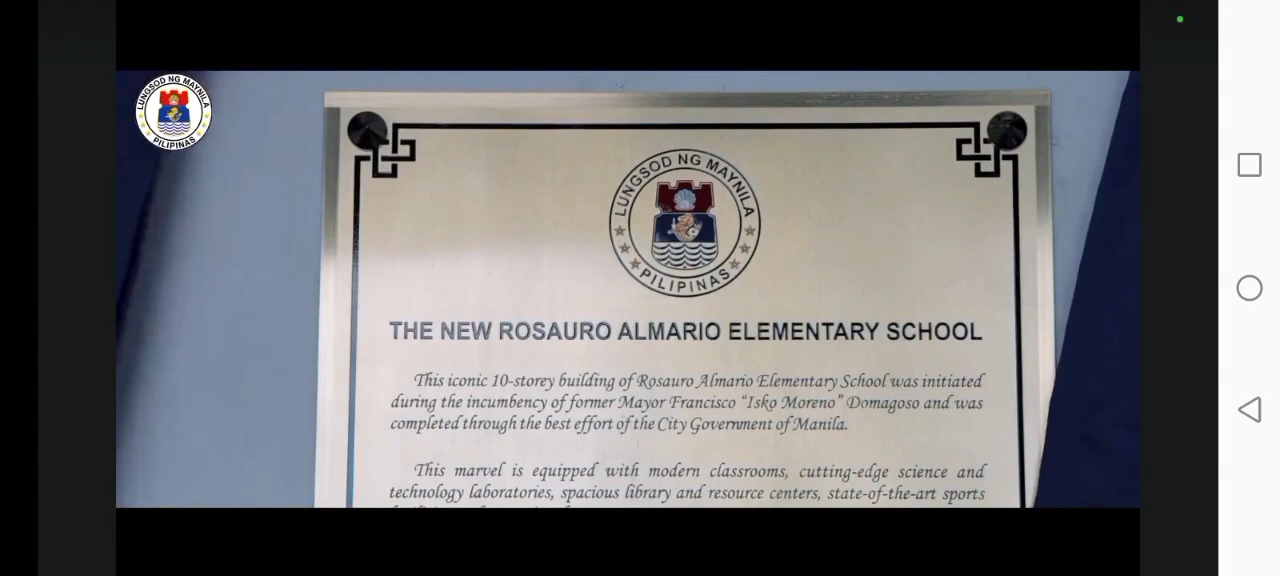 LUNGSOD NG MAYNILA
PILIPINAS
LUNGSOD NG MAYNILA
PILIPINAS
THE NEW ROSAURO ALMARIO ELEMENTARY SCHOOL
This iconic 10-storey building of Rosauro Almario Elementary School was initiated
during the incumbency of former Mayor Francisco “Isko Moreno” Domagoso and was
completed through the best effort of the City Government of Manila.
This marvel is equipped with modern classrooms, cutting-edge science and
technology laboratories, spacious library and resource centers, state-of-the-art sports